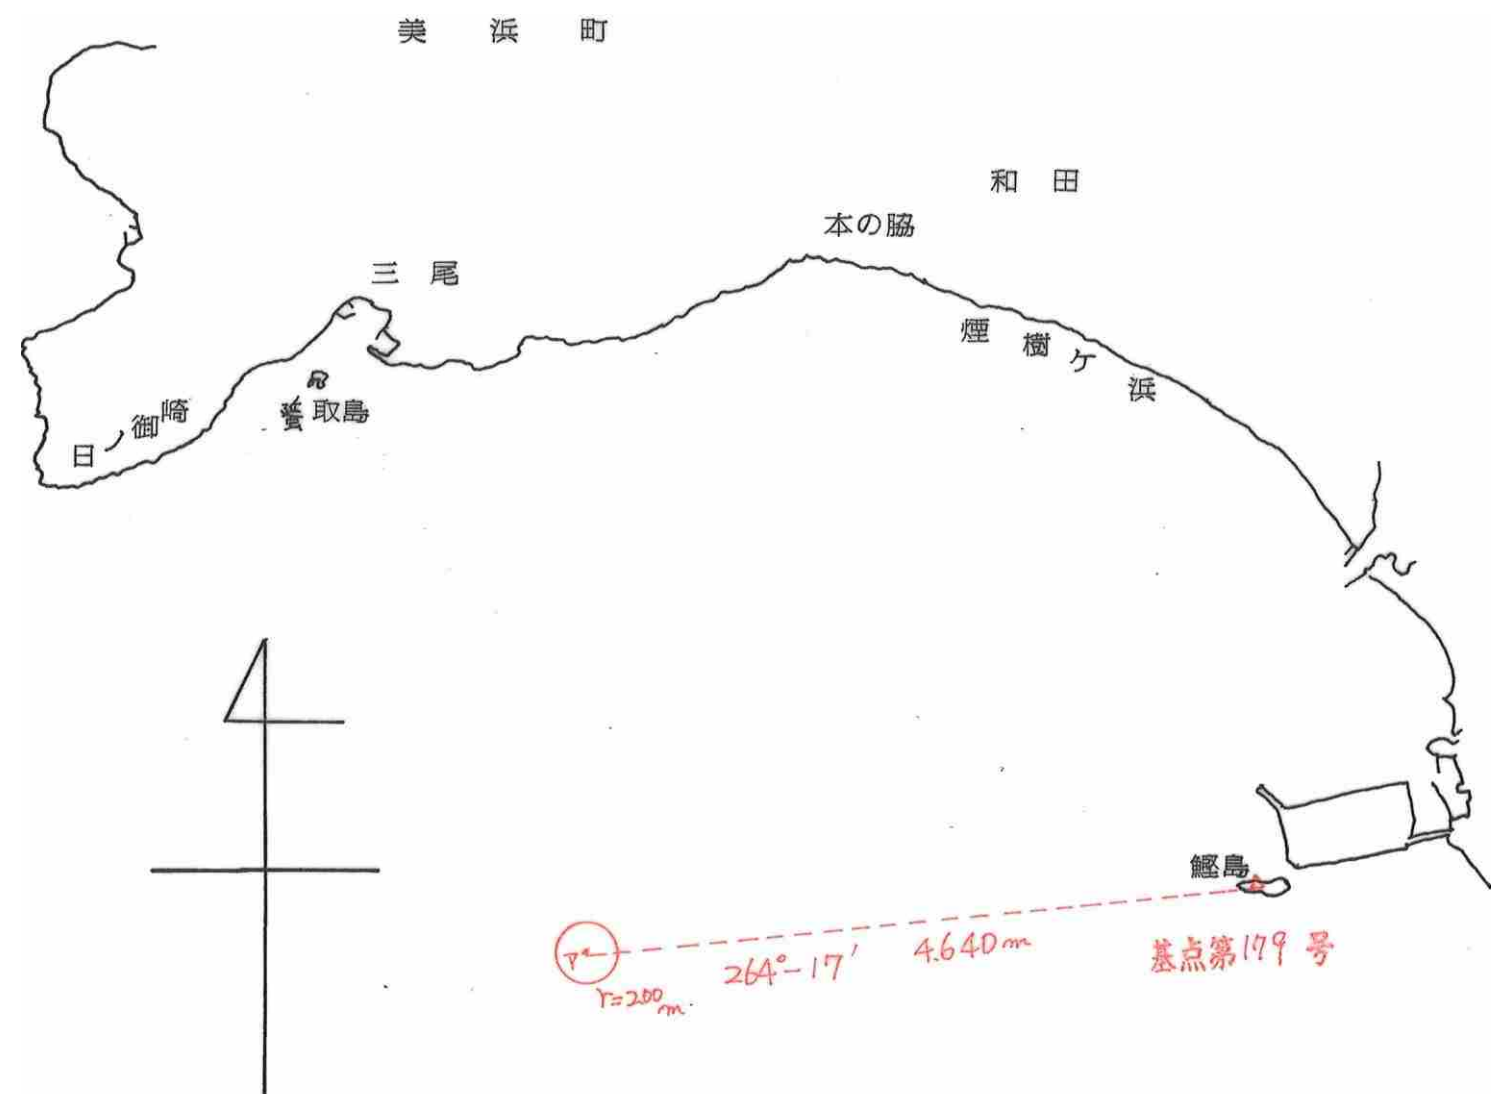 美浜町
和田
本の脇
三尾
煙樹ケ浜
日ノ御崎
取島
鰹島
ア
264°-17′
4.640m
基点第179号
r=200m.